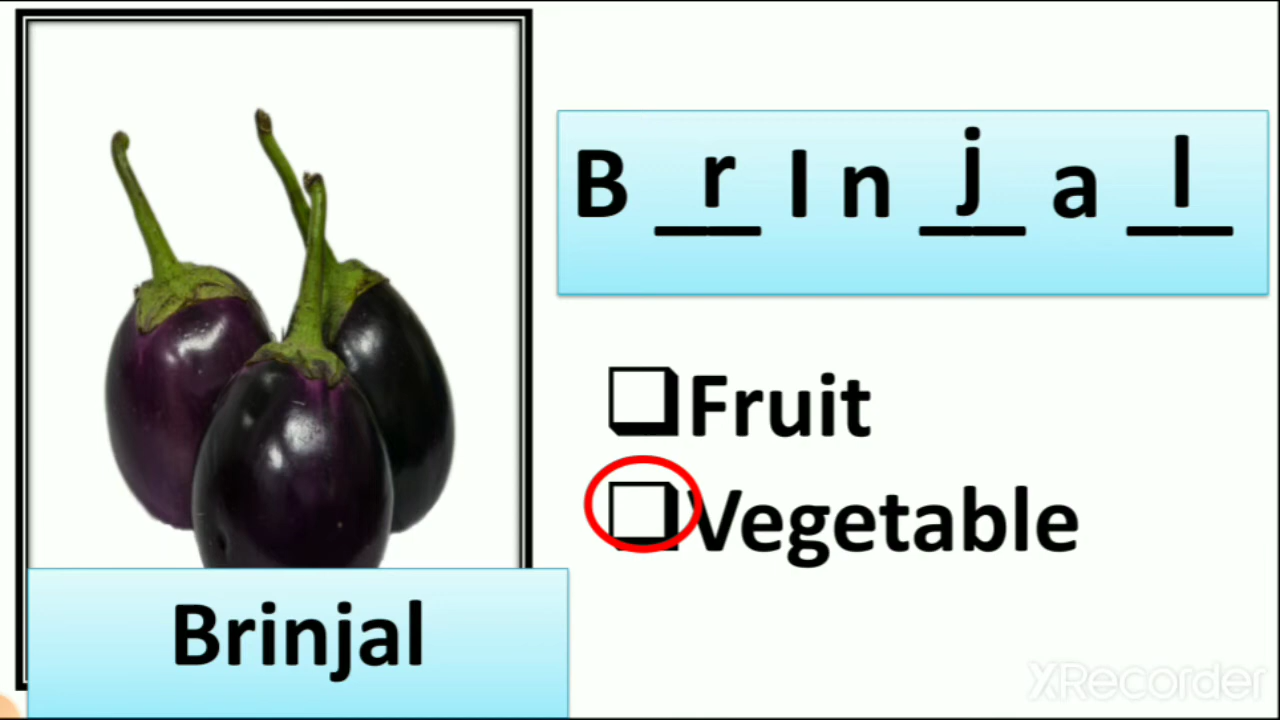 B r I n j a l
Fruit
Vegetable
Brinjal
XRecorder